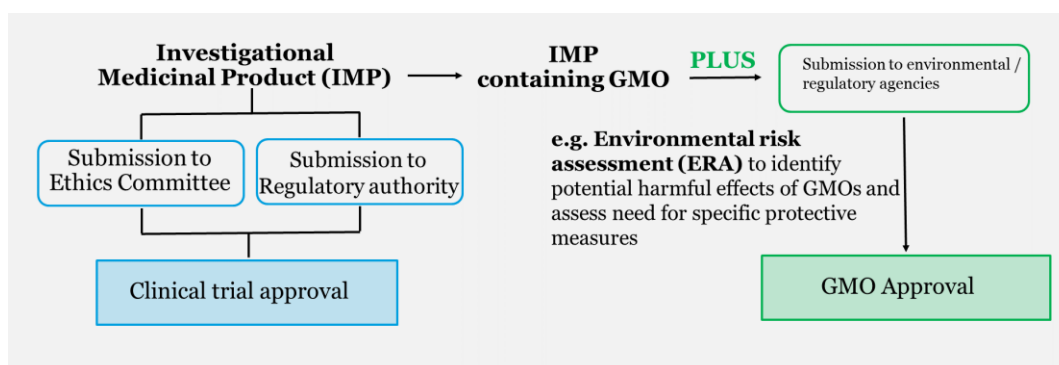 Investigational
Medicinal Product (IMP)
IMP
containing GMO
PLUS
Submission to environmental /
regulatory agencies
Submission to
Ethics Committee
Submission to
Regulatory authority
e.g. Environmental risk
assessment (ERA) to identify
potential harmful effects of GMOs and
assess need for specific protective
measures
Clinical trial approval
GMO Approval